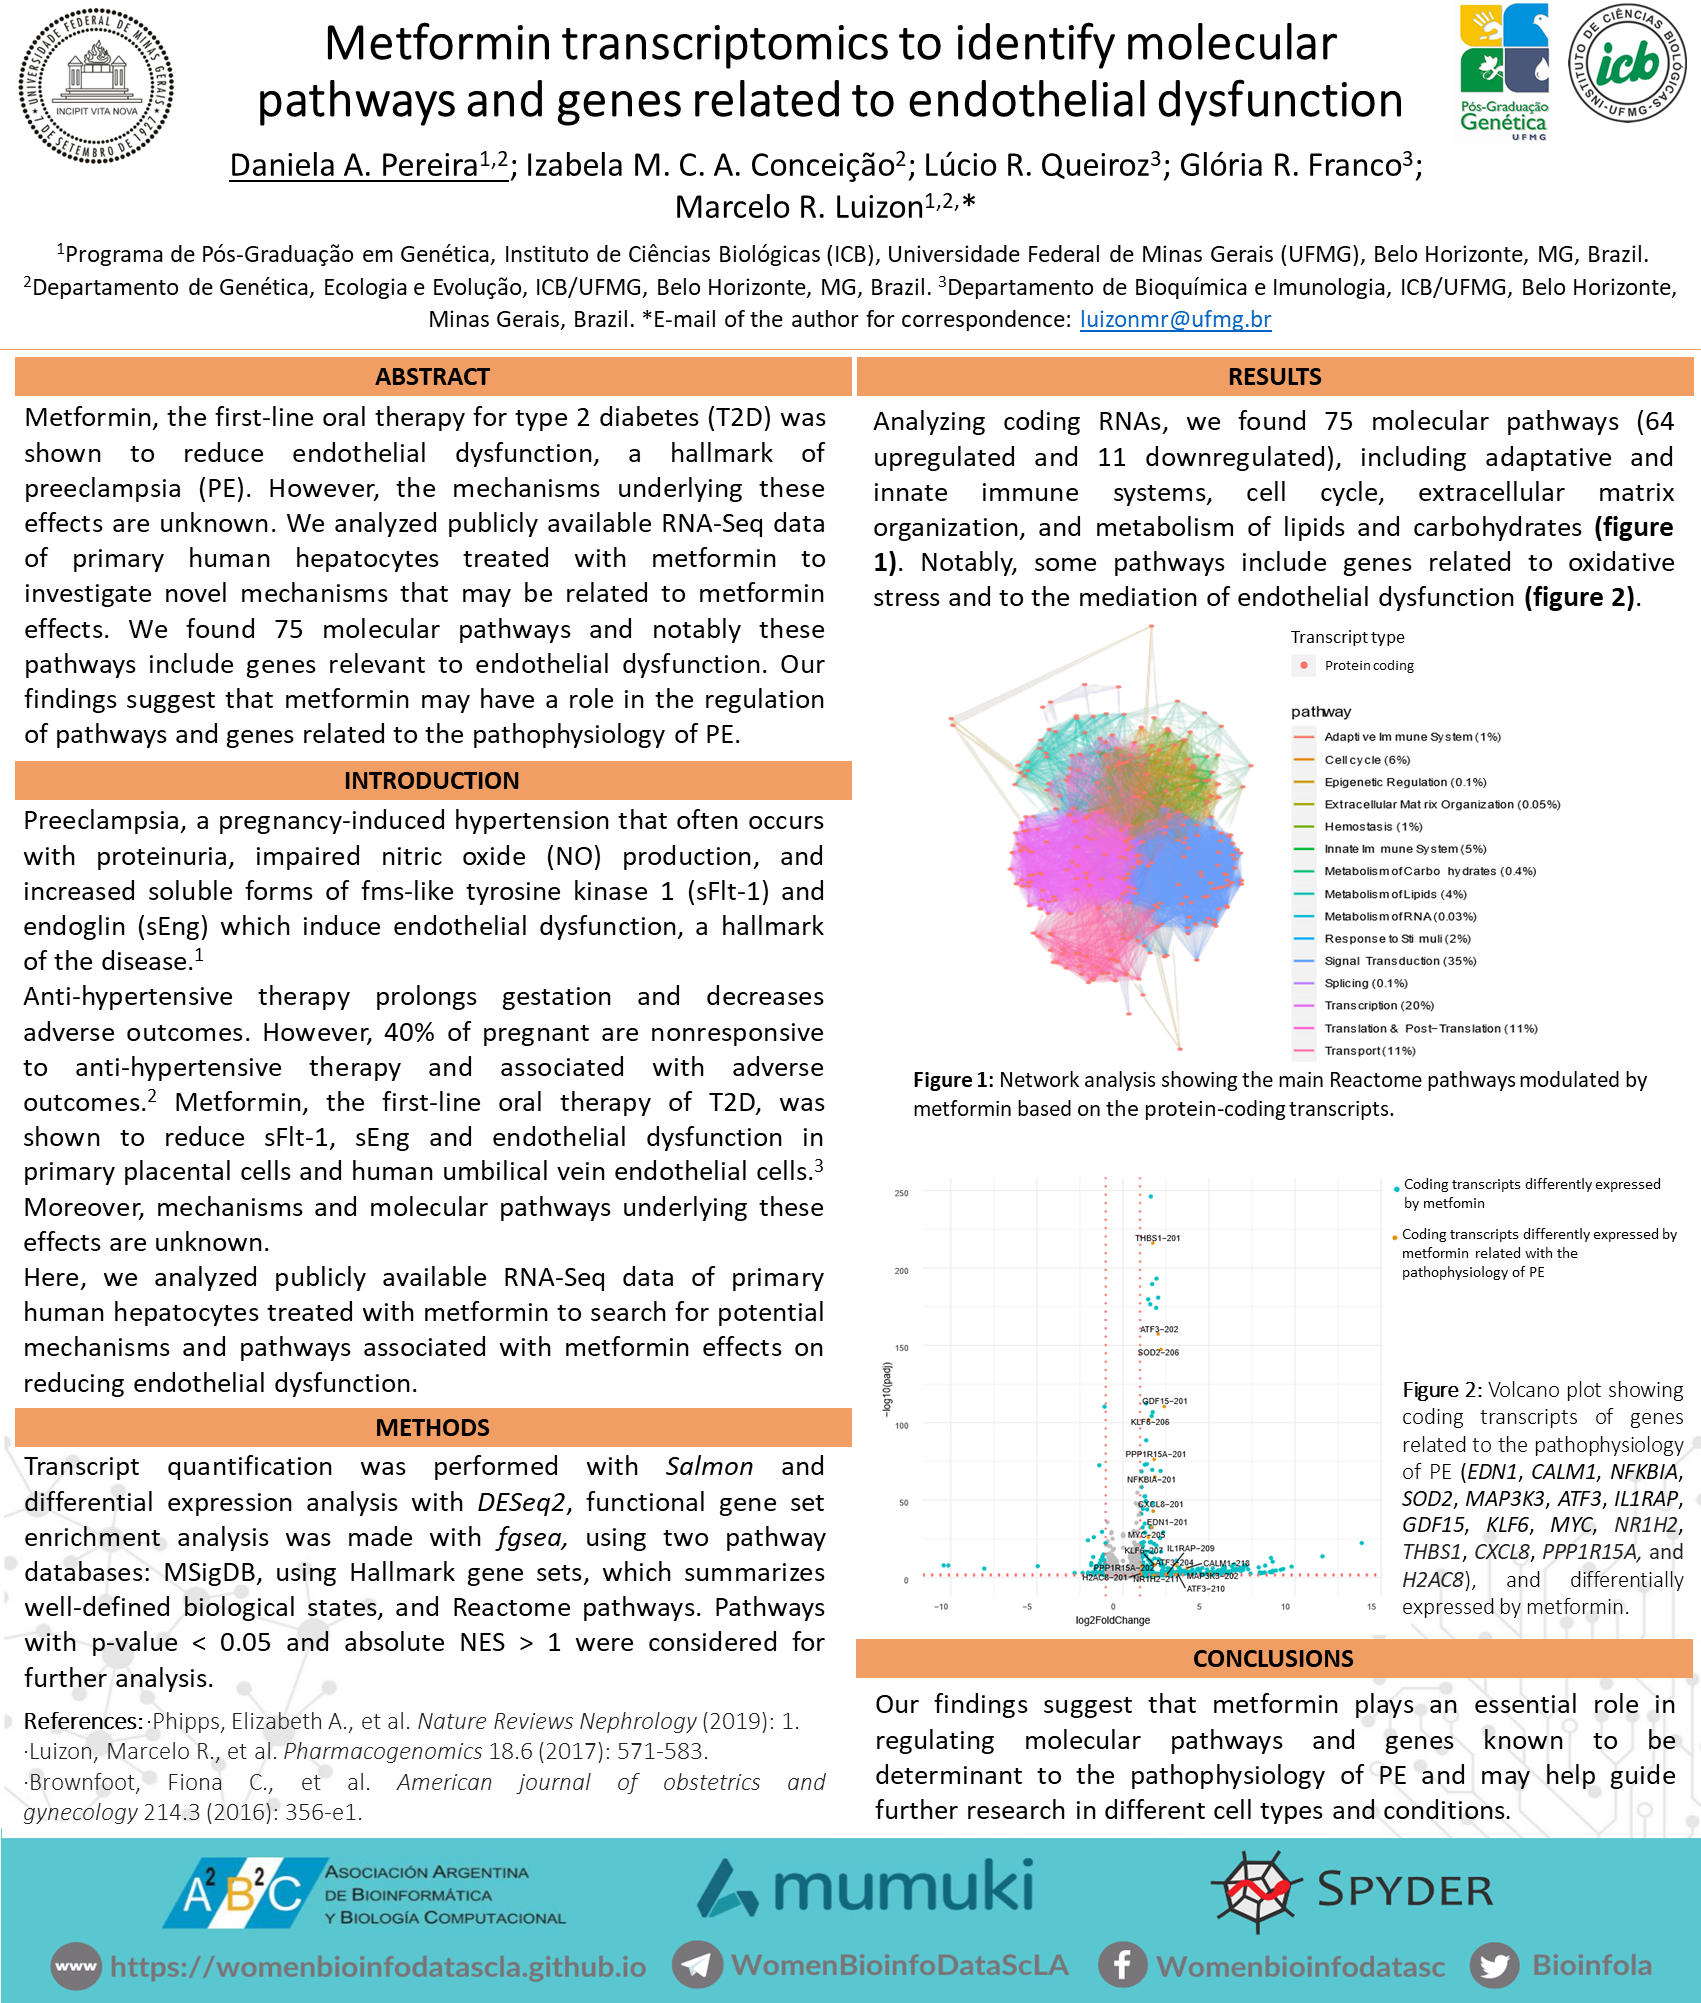 UNIVERSIDADE FEDERAL DE MINAS GERAIS
INCIPIT VITA NOVA
7 DE SETEMBRO DE 1927
Metformin transcriptomics to identify molecular
pathways and genes related to endothelial dysfunction
Pós-Graduação
Genética
UFMG
INSTITUTO DE CIÊNCIAS BIOLÓGICAS
icb
UFMG
Daniela A. Pereira1,2; Izabela M. C. A. Conceição2; Lúcio R. Queiroz3; Glória R. Franco3;
Marcelo R. Luizon1,2,*
1Programa de Pós-Graduação em Genética, Instituto de Ciências Biológicas (ICB), Universidade Federal de Minas Gerais (UFMG), Belo Horizonte, MG, Brazil.
2Departamento de Genética, Ecologia e Evolução, ICB/UFMG, Belo Horizonte, MG, Brazil. 3Departamento de Bioquímica e Imunologia, ICB/UFMG, Belo Horizonte,
Minas Gerais, Brazil. *E-mail of the author for correspondence: luizonmr@ufmg.br
ABSTRACT
Metformin, the first-line oral therapy for type 2 diabetes (T2D) was
shown to reduce endothelial dysfunction, a hallmark of
preeclampsia (PE). However, the mechanisms underlying these
effects are unknown. We analyzed publicly available RNA-Seq data
of primary human hepatocytes treated with metformin to
investigate novel mechanisms that may be related to metformin
effects. We found 75 molecular pathways and notably these
pathways include genes relevant to endothelial dysfunction. Our
findings suggest that metformin may have a role in the regulation
of pathways and genes related to the pathophysiology of PE.
INTRODUCTION
Preeclampsia, a pregnancy-induced hypertension that often occurs
with proteinuria, impaired nitric oxide (NO) production, and
increased soluble forms of fms-like tyrosine kinase 1 (sFlt-1) and
endoglin (sEng) which induce endothelial dysfunction, a hallmark
of the disease.1
Anti-hypertensive therapy prolongs gestation and decreases
adverse outcomes. However, 40% of pregnant are nonresponsive
to anti-hypertensive therapy and associated with adverse
outcomes.2 Metformin, the first-line oral therapy of T2D, was
shown to reduce sFlt-1, sEng and endothelial dysfunction in
primary placental cells and human umbilical vein endothelial cells.3
Moreover, mechanisms and molecular pathways underlying these
effects are unknown.
Here, we analyzed publicly available RNA-Seq data of primary
human hepatocytes treated with metformin to search for potential
mechanisms and pathways associated with metformin effects on
reducing endothelial dysfunction.
METHODS
Transcript quantification was performed with Salmon and
differential expression analysis with DESeq2, functional gene set
enrichment analysis was made with fgsea, using two pathway
databases: MSigDB, using Hallmark gene sets, which summarizes
well-defined biological states, and Reactome pathways. Pathways
with p-value < 0.05 and absolute NES > 1 were considered for
further analysis.
References: ·Phipps, Elizabeth A., et al. Nature Reviews Nephrology (2019): 1.
·Luizon, Marcelo R., et al. Pharmacogenomics 18.6 (2017): 571-583.
·Brownfoot, Fiona C., et al. American journal of obstetrics and
gynecology 214.3 (2016): 356-e1.
RESULTS
Analyzing coding RNAs, we found 75 molecular pathways (64
upregulated and 11 downregulated), including adaptative and
innate immune systems, cell cycle, extracellular matrix
organization, and metabolism of lipids and carbohydrates (figure
1). Notably, some pathways include genes related to oxidative
stress and to the mediation of endothelial dysfunction (figure 2).
Transcript type
Protein coding
pathway
Adaptive Immune System (1%)
Cell cycle (6%)
Epigenetic Regulation (0.1%)
Extracellular Matrix Organization (0.05%)
Hemostasis (1%)
Innate Immune System (5%)
Metabolism of Carbohydrates (0.4%)
Metabolism of Lipids (4%)
Metabolism of RNA (0.03%)
Response to Stimuli (2%)
Signal Transduction (35%)
Splicing (0.1%)
Transcription (20%)
Translation & Post-Translation (11%)
Transport (11%)
Figure 1: Network analysis showing the main Reactome pathways modulated by
metformin based on the protein-coding transcripts.
250
200
150
100
50
0
-log10(padj)
THBS1-201
ATF3-202
SOD2-206
GDF15-201
KLF6-206
PPP1R15A-201
NFKBIA-201
CXCL8-201
EDN1-201
MYC-205
KLF6-207
IL1RAP-209
PPP1R15A-202
ATF3-204
CALM1-218
H2AC8-201
NR1H2-211
MAP3K3-202
ATF3-210
-10 -5 0 5 10 15
log2FoldChange
Coding transcripts differently expressed
by metfomin
Coding transcripts differently expressed by
metformin related with the
pathophysiology of PE
Figure 2: Volcano plot showing
coding transcripts of genes
related to the pathophysiology
of PE (EDN1, CALM1, NFKBIA,
SOD2, MAP3K3, ATF3, IL1RAP,
GDF15, KLF6, MYC, NR1H2,
THBS1, CXCL8, PPP1R15A, and
H2AC8), and differentially
expressed by metformin.
CONCLUSIONS
Our findings suggest that metformin plays an essential role in
regulating molecular pathways and genes known to be
determinant to the pathophysiology of PE and may help guide
further research in different cell types and conditions.
A2B2C
ASOCIACIÓN ARGENTINA
DE BIOINFORMÁTICA
Y BIOLOGÍA COMPUTACIONAL
mumuki
SPYDER
www https://womenbioinfodatascla.github.io
WomenBioinfoDataScLA
Womenbioinfodatasc
Bioinfola